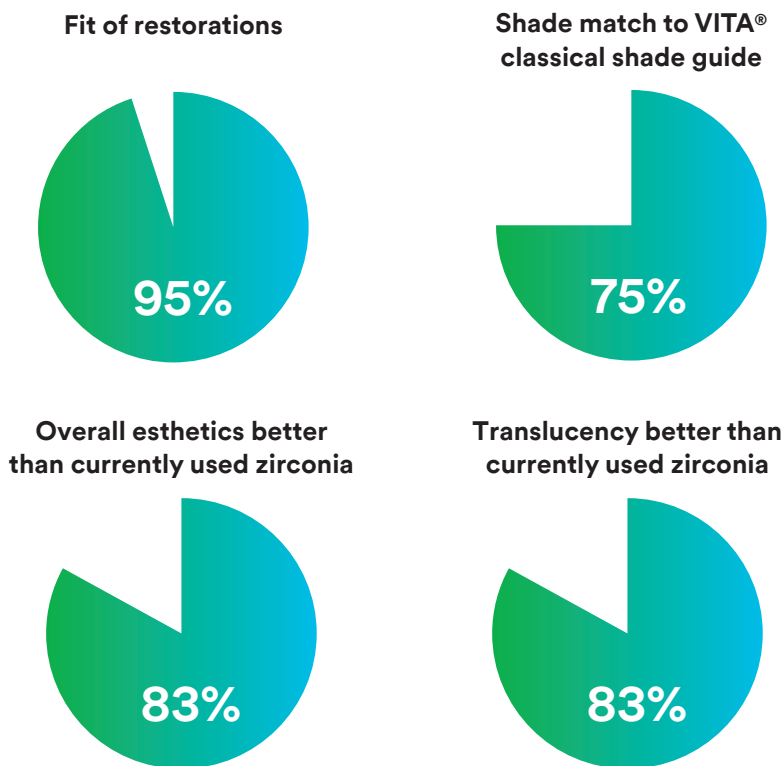 Fit of restorations
95%
Shade match to VITA®
classical shade guide
75%
Overall esthetics better
than currently used zirconia
83%
Translucency better than
currently used zirconia
83%